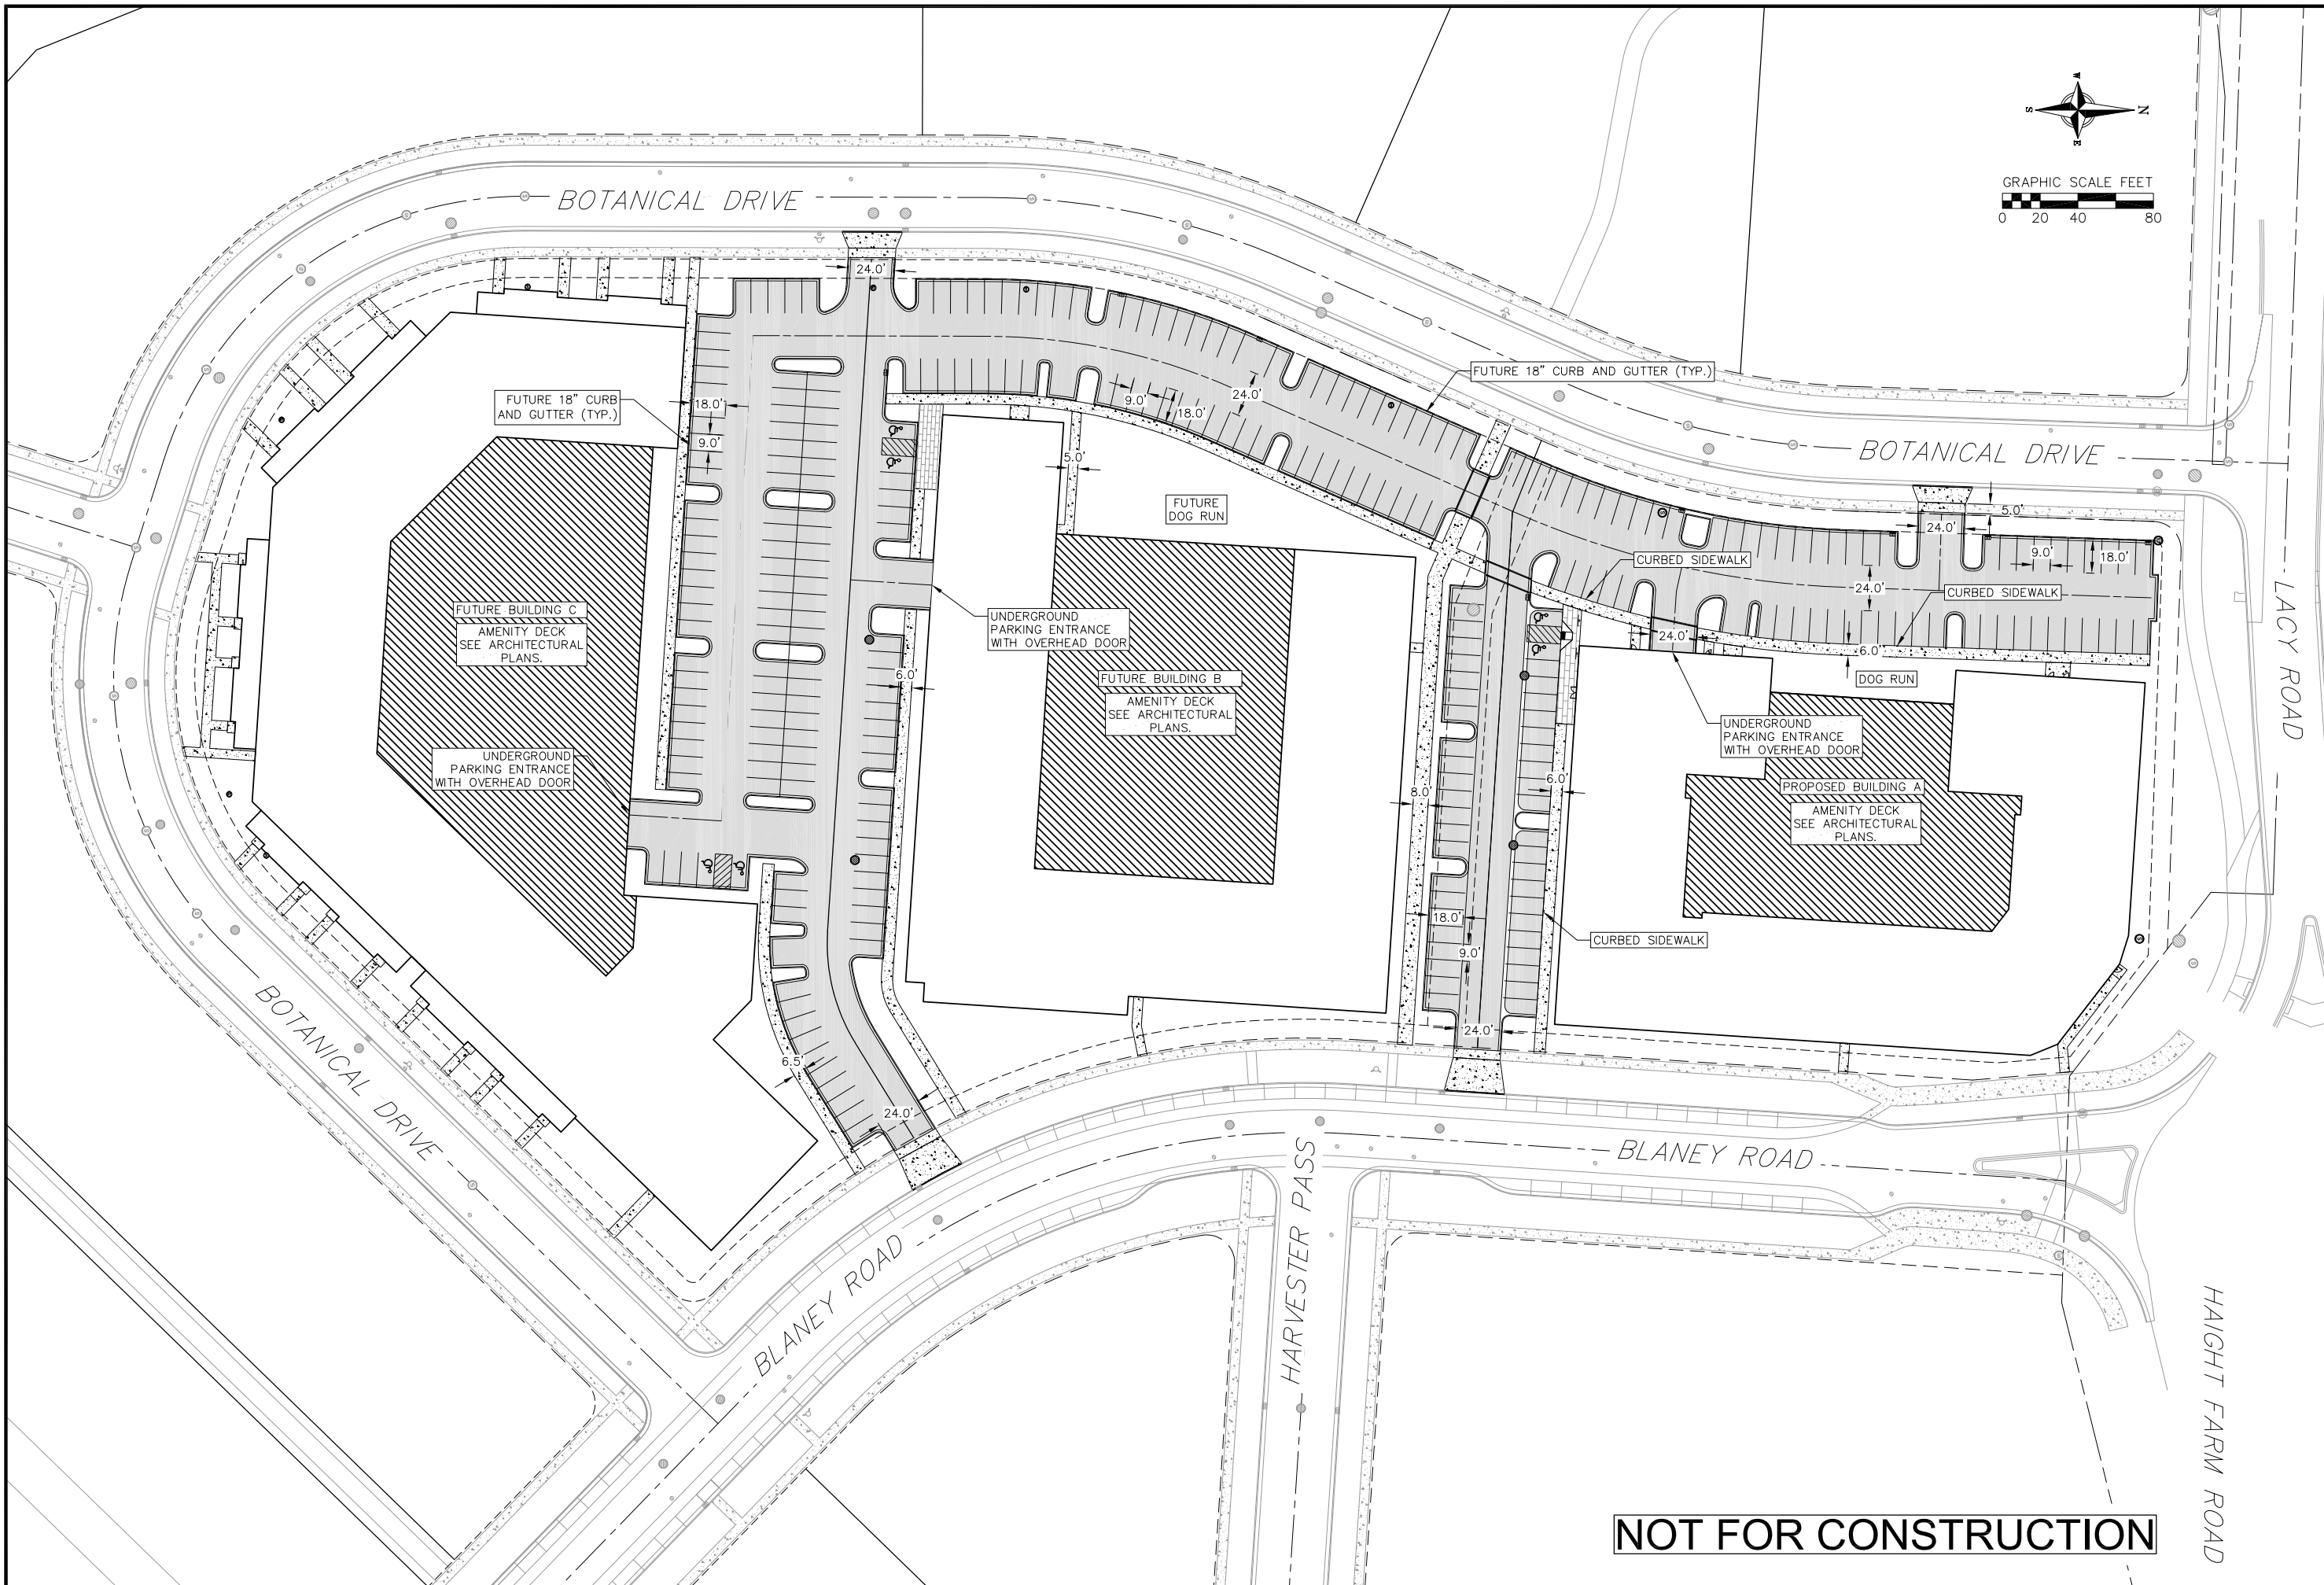 W
S
N
E
GRAPHIC SCALE FEET
0 20 40 80
BOTANICAL DRIVE
24.0'
FUTURE 18" CURB AND GUTTER (TYP.)
FUTURE 18" CURB
AND GUTTER (TYP.)
18.0'
9.0'
9.0'
18.0'
24.0'
5.0'
BOTANICAL DRIVE
FUTURE
DOG RUN
5.0'
24.0'
9.0'
18.0'
CURBED SIDEWALK
24.0'
CURBED SIDEWALK
FUTURE BUILDING C
AMENITY DECK
SEE ARCHITECTURAL
PLANS.
UNDERGROUND
PARKING ENTRANCE
WITH OVERHEAD DOOR
24.0'
6.0'
LACY ROAD
6.0'
FUTURE BUILDING B
AMENITY DECK
SEE ARCHITECTURAL
PLANS.
DOG RUN
UNDERGROUND
PARKING ENTRANCE
WITH OVERHEAD DOOR
UNDERGROUND
PARKING ENTRANCE
WITH OVERHEAD DOOR
8.0'
6.0'
PROPOSED BUILDING A
AMENITY DECK
SEE ARCHITECTURAL
PLANS.
18.0'
9.0'
CURBED SIDEWALK
24.0'
BOTANICAL DRIVE
6.5'
24.0'
BLANEY ROAD
HARVESTER PASS
BLANEY ROAD
HAIGHT FARM ROAD
NOT FOR CONSTRUCTION